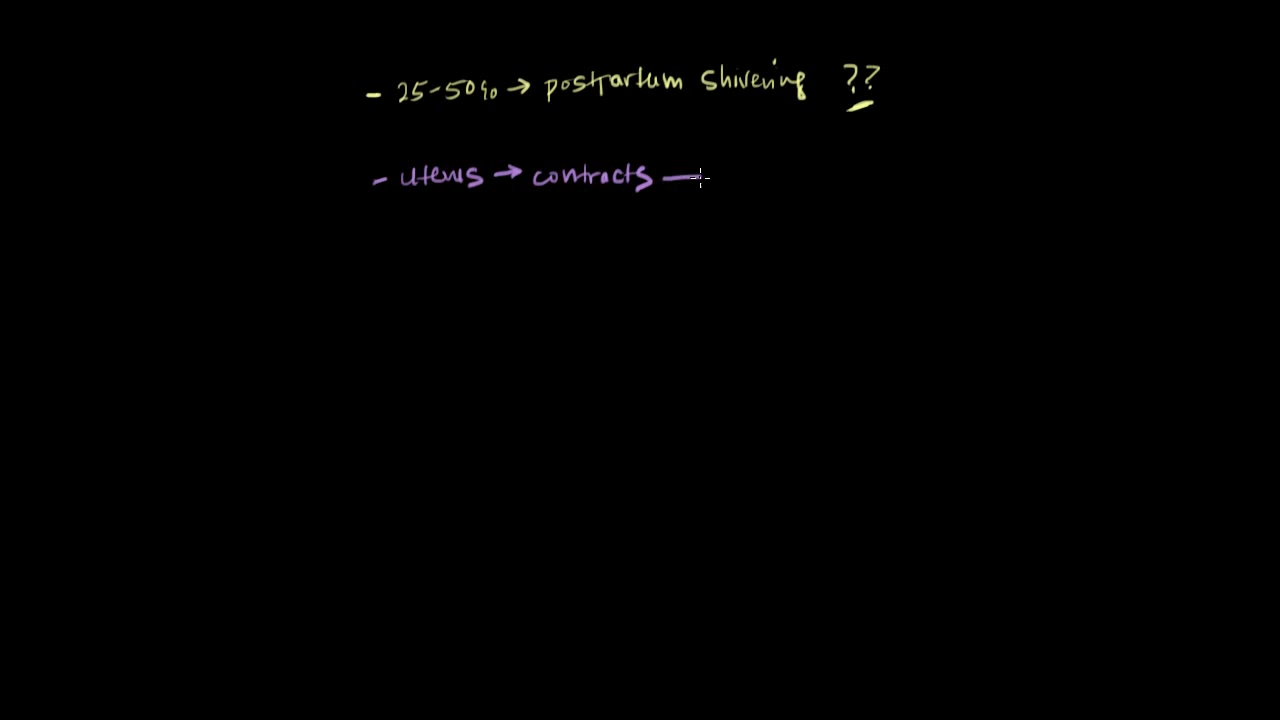 - 25-50% → postpartum shivering ??
- uterus → contracts —